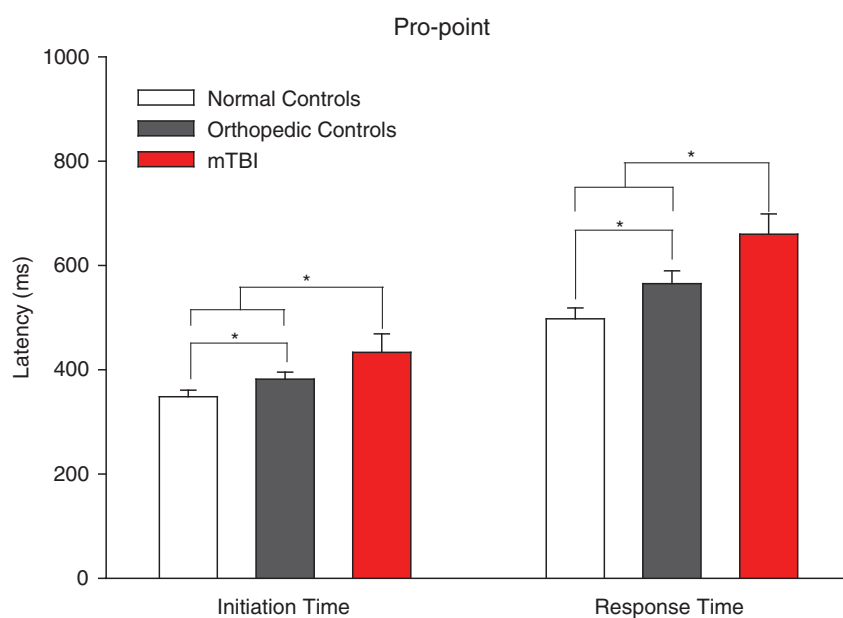 Pro-point
1000
Normal Controls
Orthopedic Controls
mTBI
800
*
*
600
*
*
400
200
0
Latency (ms)
Initiation Time
Response Time